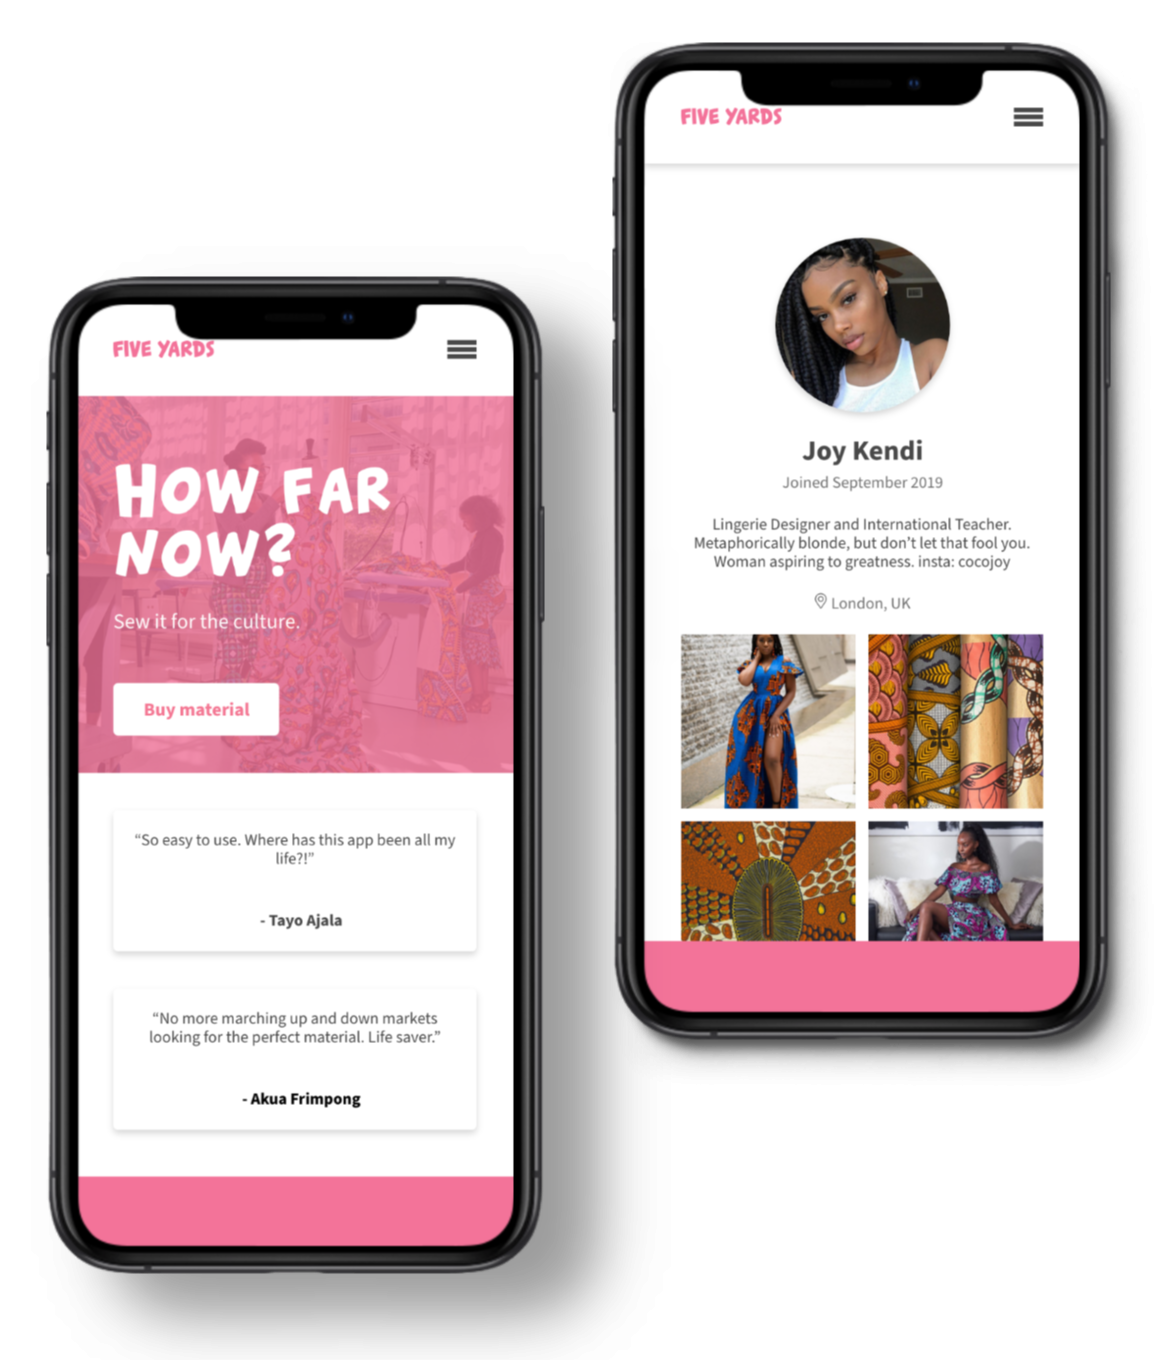 FIVE YARDS
HOW FAR
NOW?
Sew it for the culture.
Buy material
“So easy to use. Where has this app been all my
life?!”
- Tayo Ajala
“No more marching up and down markets
looking for the perfect material. Life saver.”
- Akua Frimpong
FIVE YARDS
Joy Kendi
Joined September 2019
Lingerie Designer and International Teacher.
Metaphorically blonde, but don’t let that fool you.
Woman aspiring to greatness. insta: cocojoy
London, UK